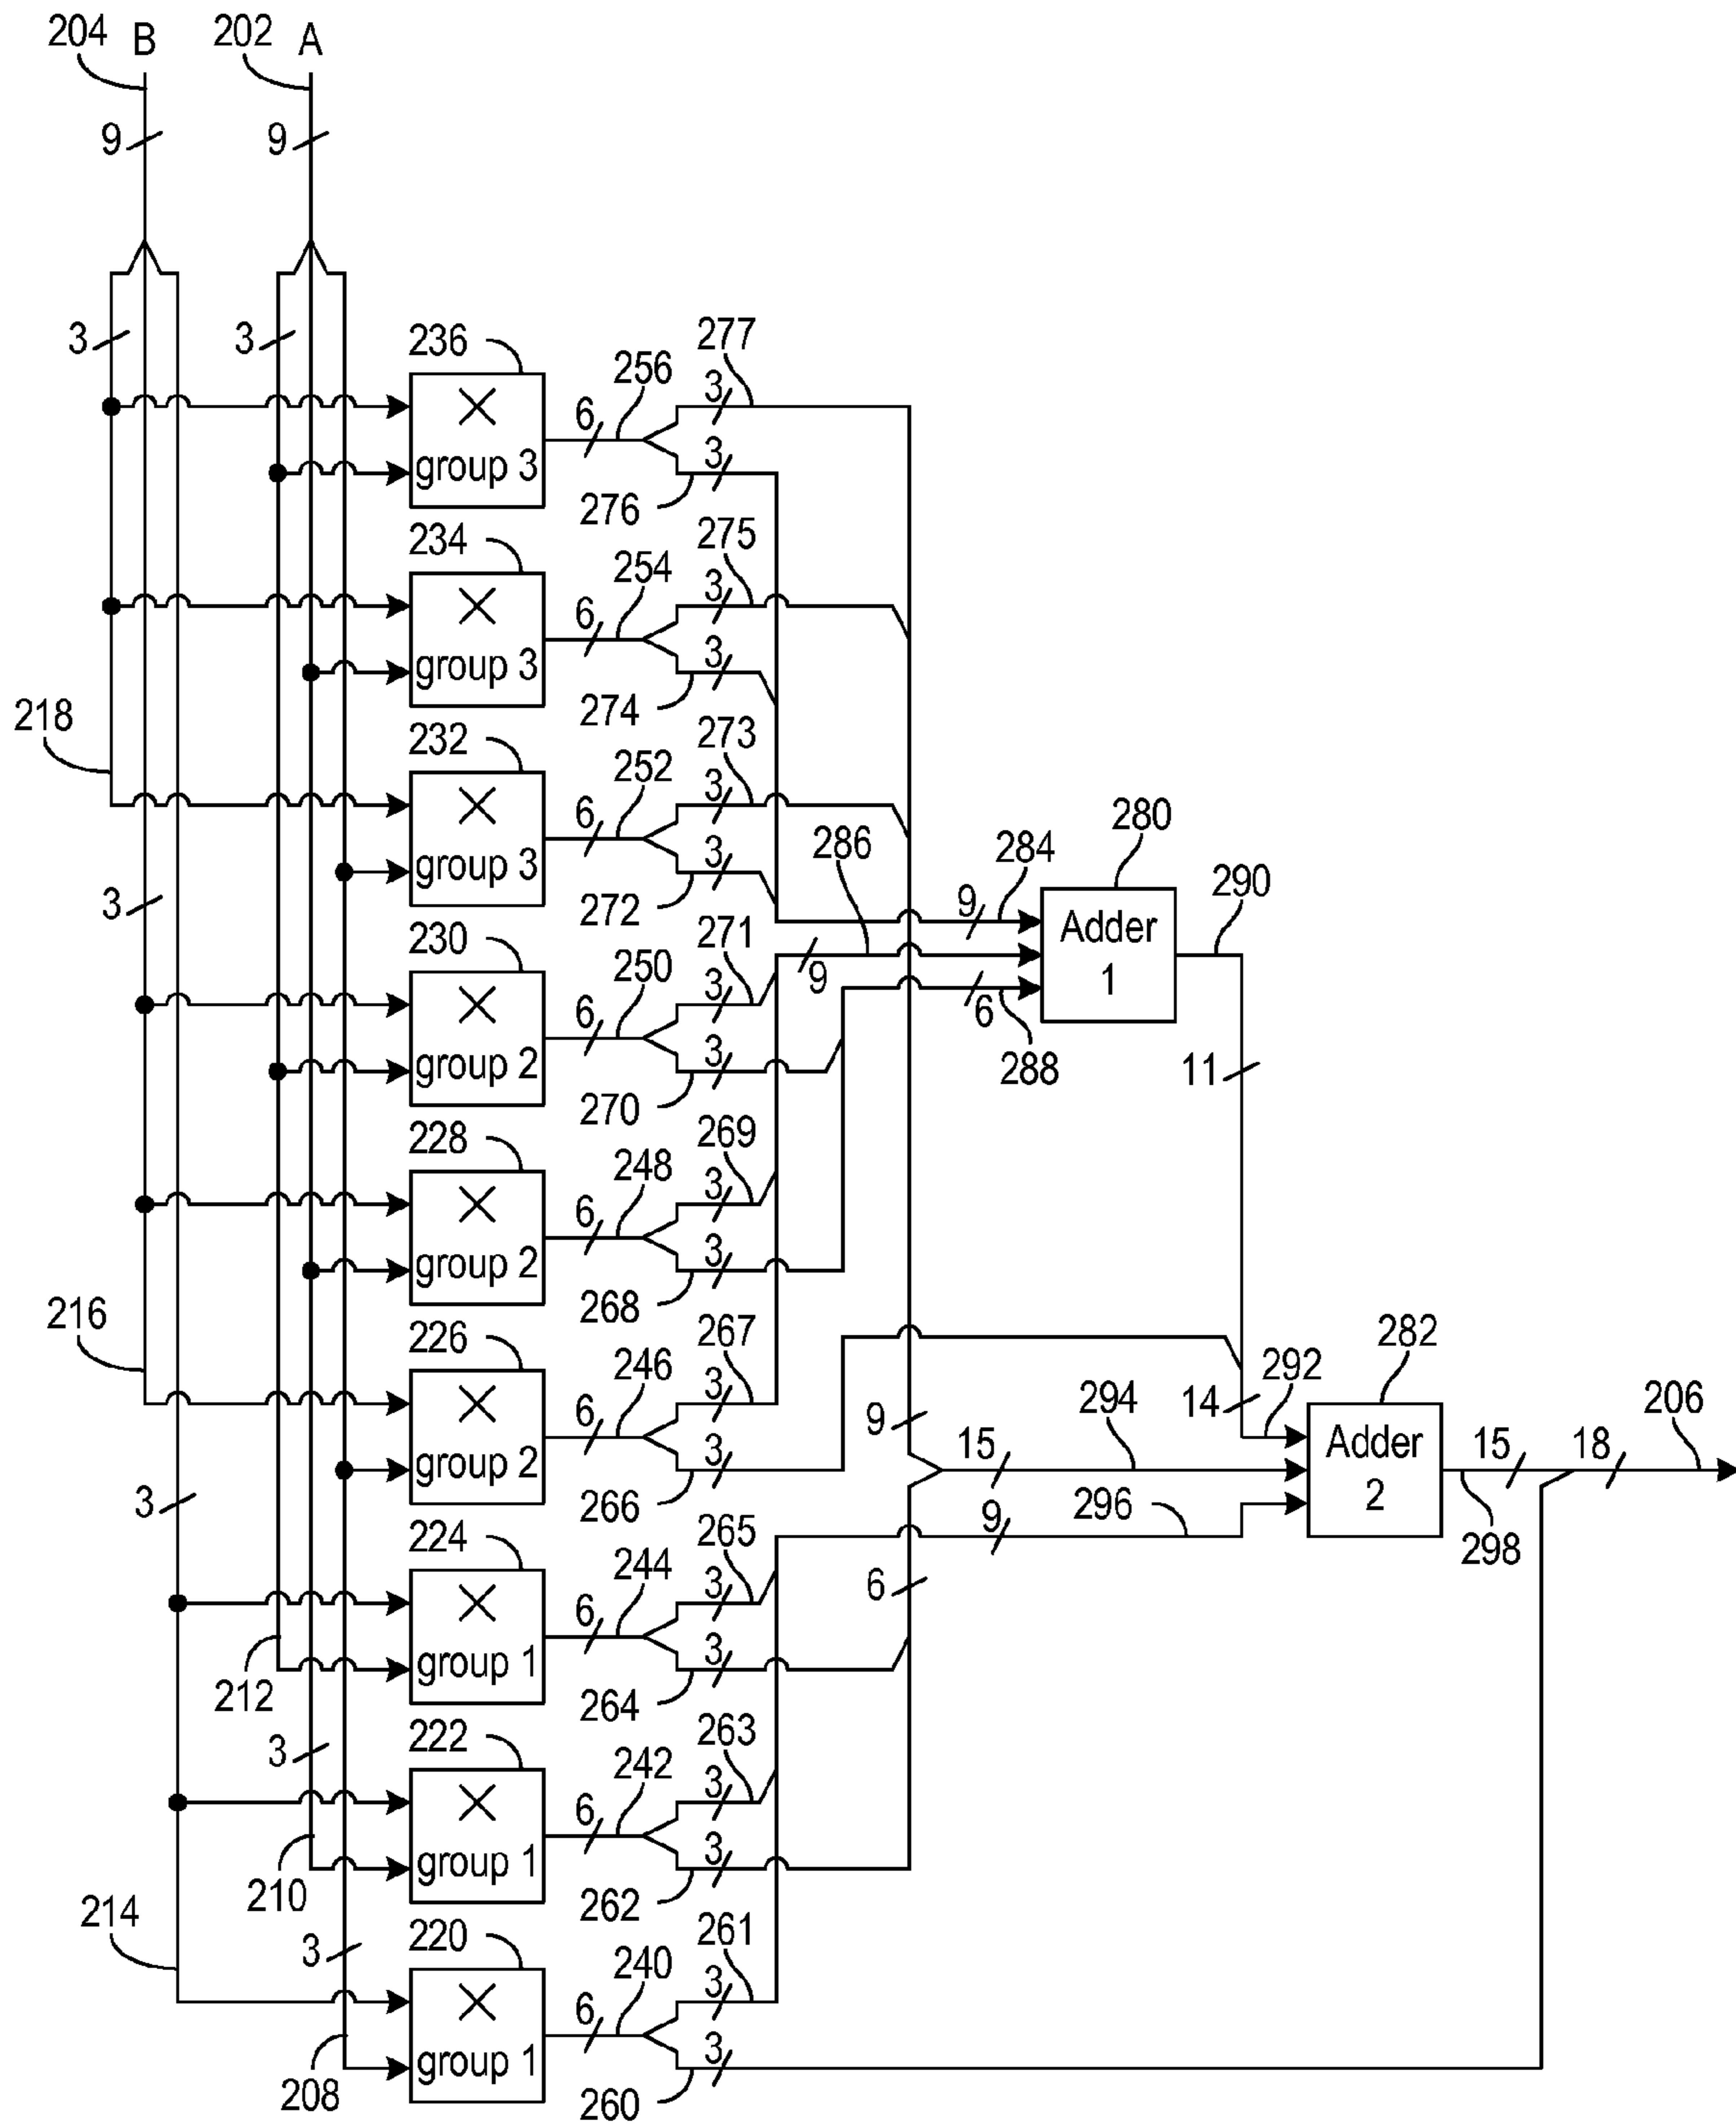 204 B 202 A
9 9
3 3
236 256 3 277
× 6
group 3 3
276
234 254 3 275
× 6
group 3 3
274
218
232 252 3 273
× 6
group 3 3
272
3
286 9 284 280 290
Adder
1
9
6 288
11
230 250 3 271
× 6
group 2 3
270
228 248 3 269
× 6
group 2 3
268
216
226 246 3 267
× 6
group 2 3
266
9 15 294 14 292 282 206
Adder
2
15 18
298
9 296
3
224 244 3 265
× 6
group 1 3
264
6
212
222 242 3 263
× 6
group 1 3
262
3
210
214
3
220 240 3 261
× 6
group 1 3
260
208